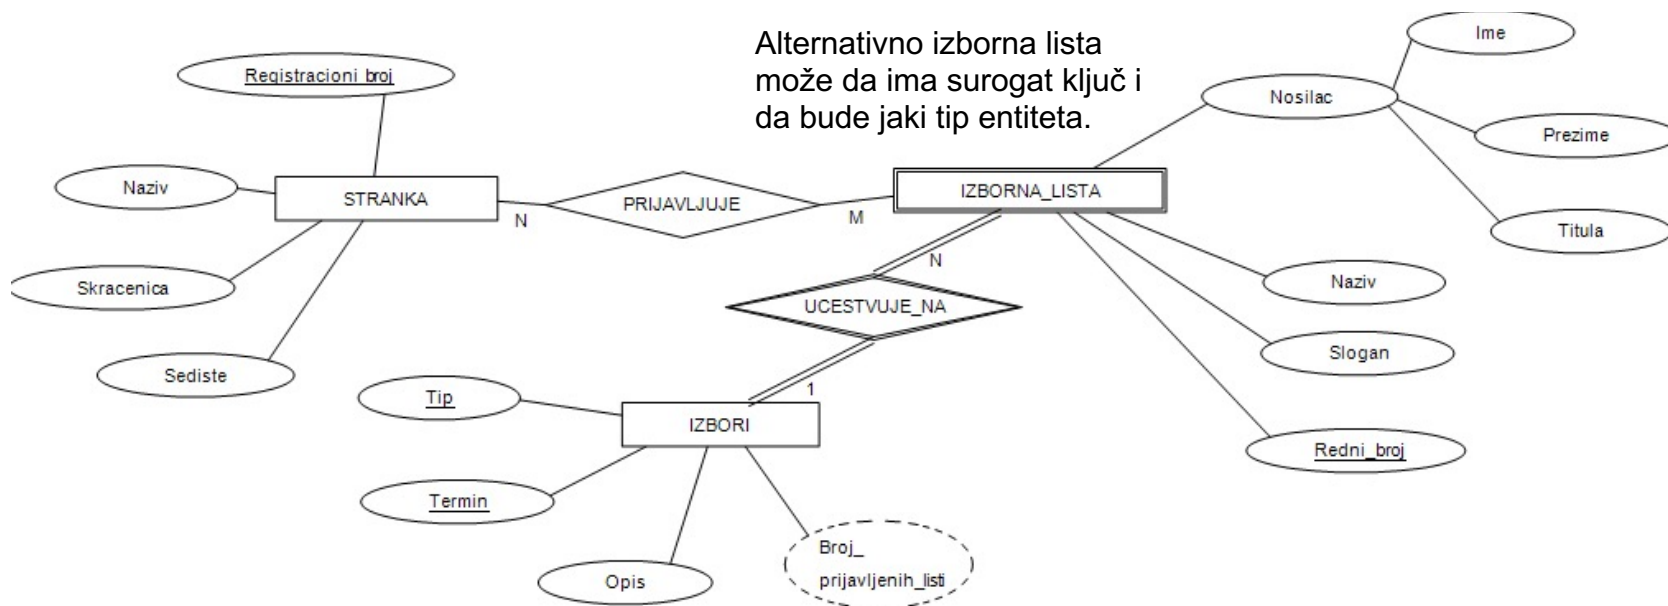 Alternativno izborna lista
može da ima surogat ključ i
da bude jaki tip entiteta.
Registracioni broj
Naziv
STRANKA
Skracenica
Sediste
N
PRIJAVLJUJE
M
IZBORNA_LISTA
Nosilac
Ime
Prezime
Titula
Naziv
Slogan
Redni_broj
N
UCESTVUJE_NA
1
IZBORI
Tip
Termin
Opis
Broj_
prijavljenih_listi